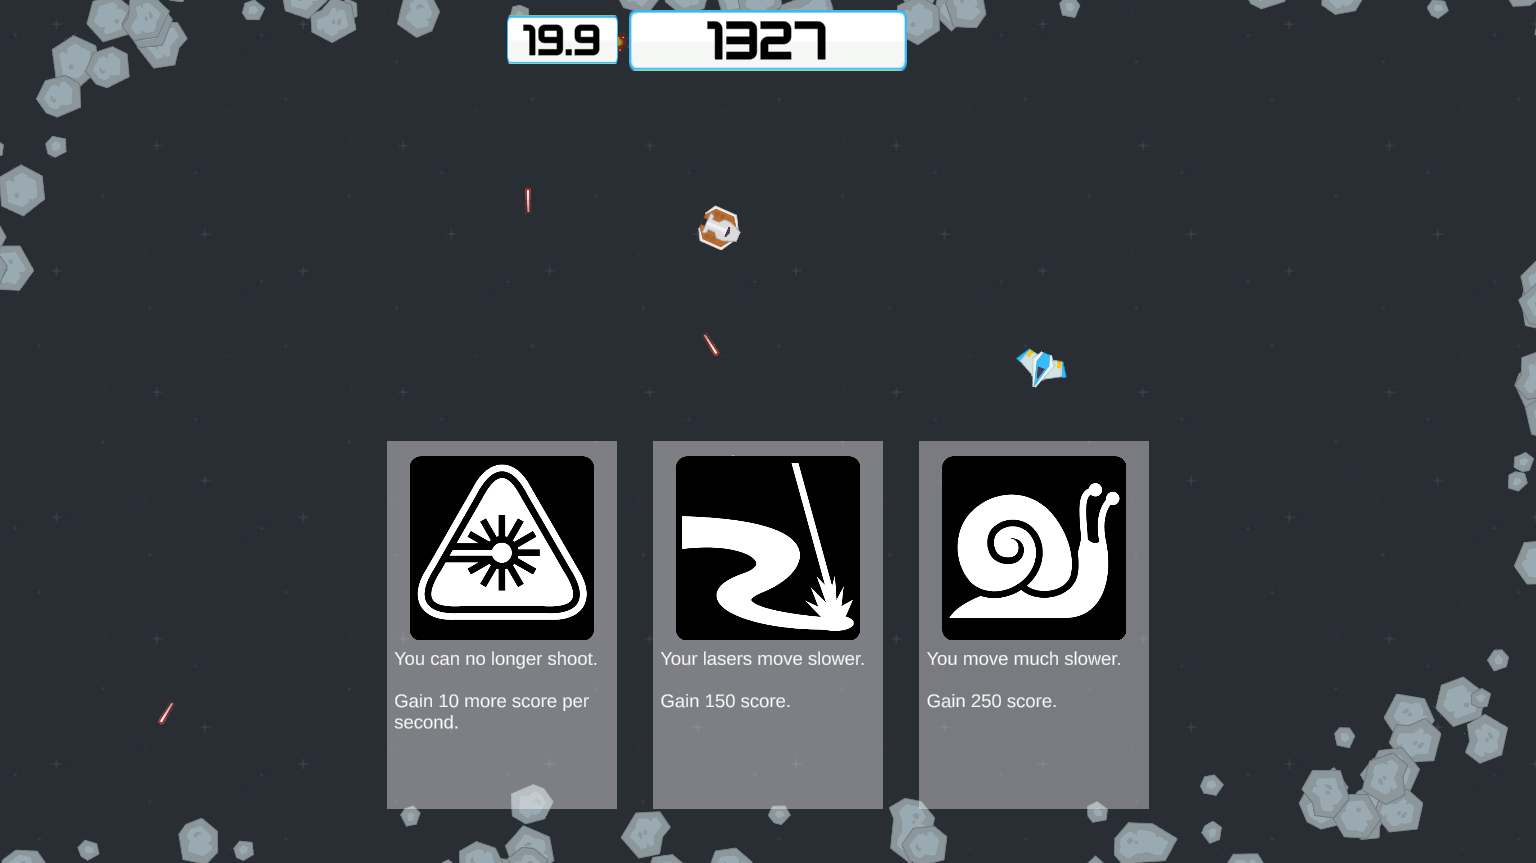 19.9
1327
You can no longer shoot.
Gain 10 more score per
second.
Your lasers move slower.
Gain 150 score.
You move much slower.
Gain 250 score.